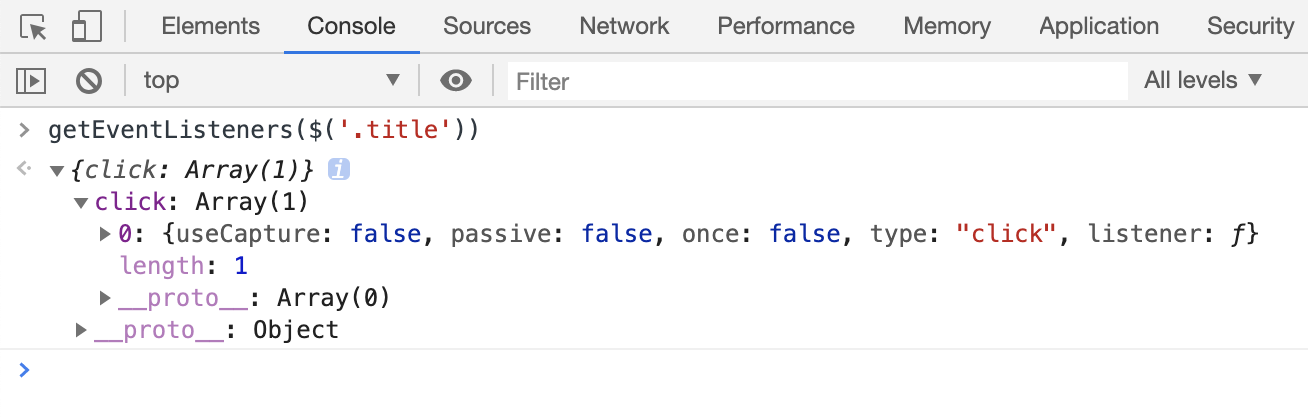 Elements Console Sources Network Performance Memory Application Security
top Filter All levels
getEventListeners($('.title'))
{click: Array(1)} i
click: Array(1)
0: {useCapture: false, passive: false, once: false, type: "click", listener: ƒ}
length: 1
__proto__: Array(0)
__proto__: Object